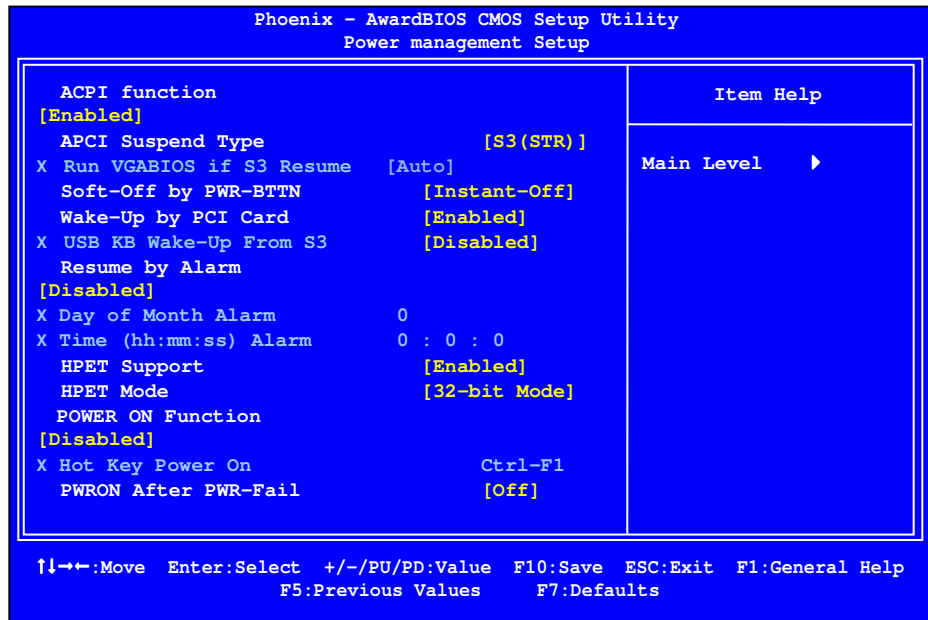 Phoenix - AwardBIOS CMOS Setup Utility
Power management Setup
ACPI function
[Enabled]
APCI Suspend Type [S3(STR)]
X Run VGABIOS if S3 Resume [Auto]
Soft-Off by PWR-BTTN [Instant-Off]
Wake-Up by PCI Card [Enabled]
X USB KB Wake-Up From S3 [Disabled]
Resume by Alarm
[Disabled]
X Day of Month Alarm 0
X Time (hh:mm:ss) Alarm 0 : 0 : 0
HPET Support [Enabled]
HPET Mode [32-bit Mode]
POWER ON Function
[Disabled]
X Hot Key Power On Ctrl-F1
PWRON After PWR-Fail [Off]
Item Help
Main Level
↑↓→←:Move Enter:Select +/-/PU/PD:Value F10:Save ESC:Exit F1:General Help
F5:Previous Values F7:Defaults